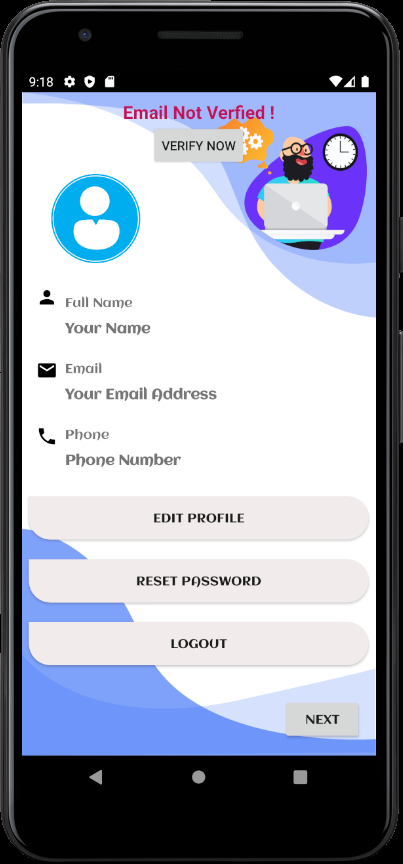 9:18
Email Not Verfied !
VERIFY NOW
Full Name
Your Name
Email
Your Email Address
Phone
Phone Number
EDIT PROFILE
RESET PASSWORD
LOGOUT
NEXT